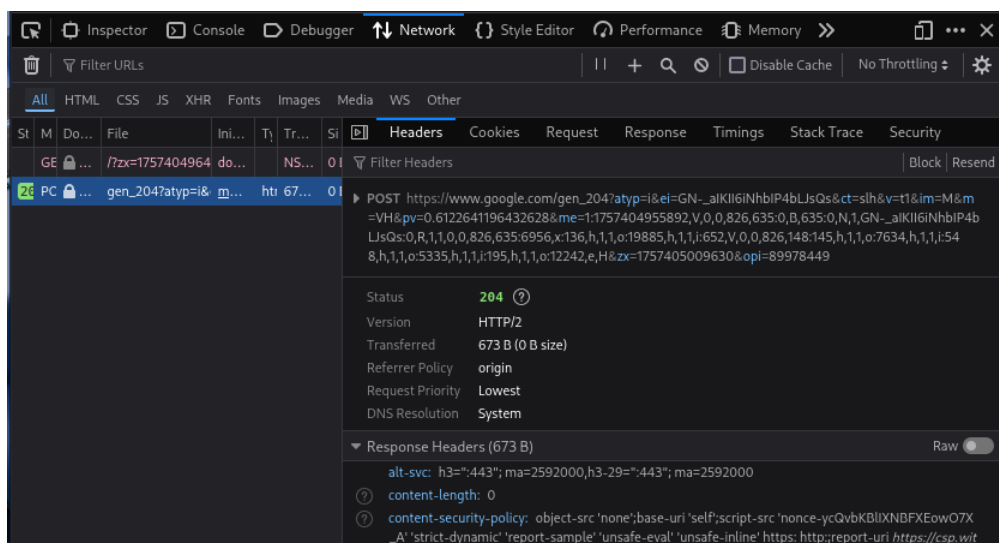 Inspector Console Debugger Network {} Style Editor Performance Memory
Filter URLs Disable Cache No Throttling
All HTML CSS JS XHR Fonts Images Media WS Other
St M Do... File Ini... Ty Tr... Si Headers Cookies Request Response Timings Stack Trace Security
GE ... /?zx=1757404964 do... NS... 0 Filter Headers Block Resend
PO ... gen_204?atyp=i& m... htm 67... 0
POST https://www.google.com/gen_204?atyp=i&ei=GN-_aIKII6iNhbIP4bLJsQs&ct=slh&v=t1&im=M&m
=VH&pv=0.6122641196432628&me=1:1757404955892,V,0,0,826,635:0,B,635:0,N,1,GN-_aIKII6iNhbIP4b
LJsQs:0,R,1,1,0,0,826,635:6956,x:136,h,1,1,o:19885,h,1,1,i:652,V,0,0,826,148:145,h,1,1,o:7634,h,1,1,i:54
8,h,1,1,o:5335,h,1,1,i:195,h,1,1,o:12242,e,H&zx=1757405009630&opi=89978449
Status 204
Version HTTP/2
Transferred 673 B (0 B size)
Referrer Policy origin
Request Priority Lowest
DNS Resolution System
Response Headers (673 B) Raw
alt-svc: h3=":443"; ma=2592000,h3-29=":443"; ma=2592000
content-length: 0
content-security-policy: object-src 'none';base-uri 'self';script-src 'nonce-ycQvbKBlIXNBFXEowO7X
_A' 'strict-dynamic' 'report-sample' 'unsafe-eval' 'unsafe-inline' https: http:;report-uri https://csp.wit